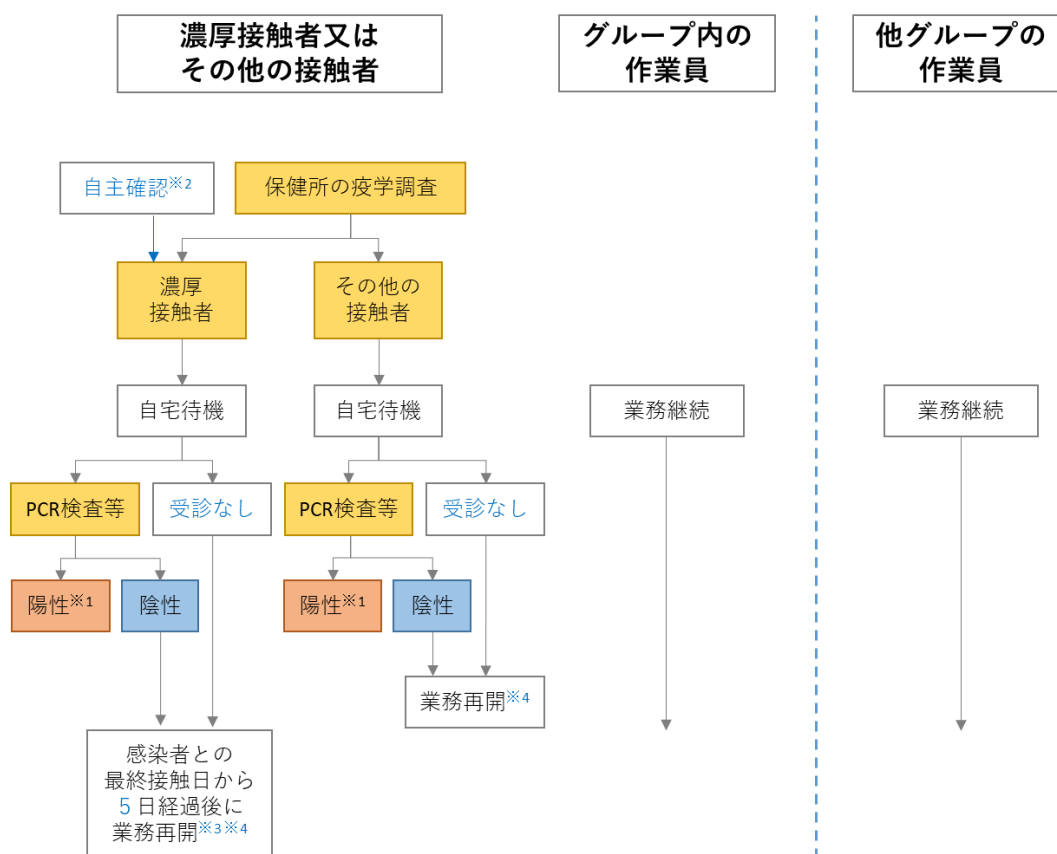 濃厚接触者又は
その他の接触者
グループ内の
作業員
他グループの
作業員
自主確認※2
保健所の疫学調査
濃厚
接触者
その他の
接触者
自宅待機
自宅待機
業務継続
業務継続
PCR検査等
受診なし
PCR検査等
受診なし
陽性※1
陰性
陽性※1
陰性
業務再開※4
感染者との
最終接触日から
5日経過後に
業務再開※3※4